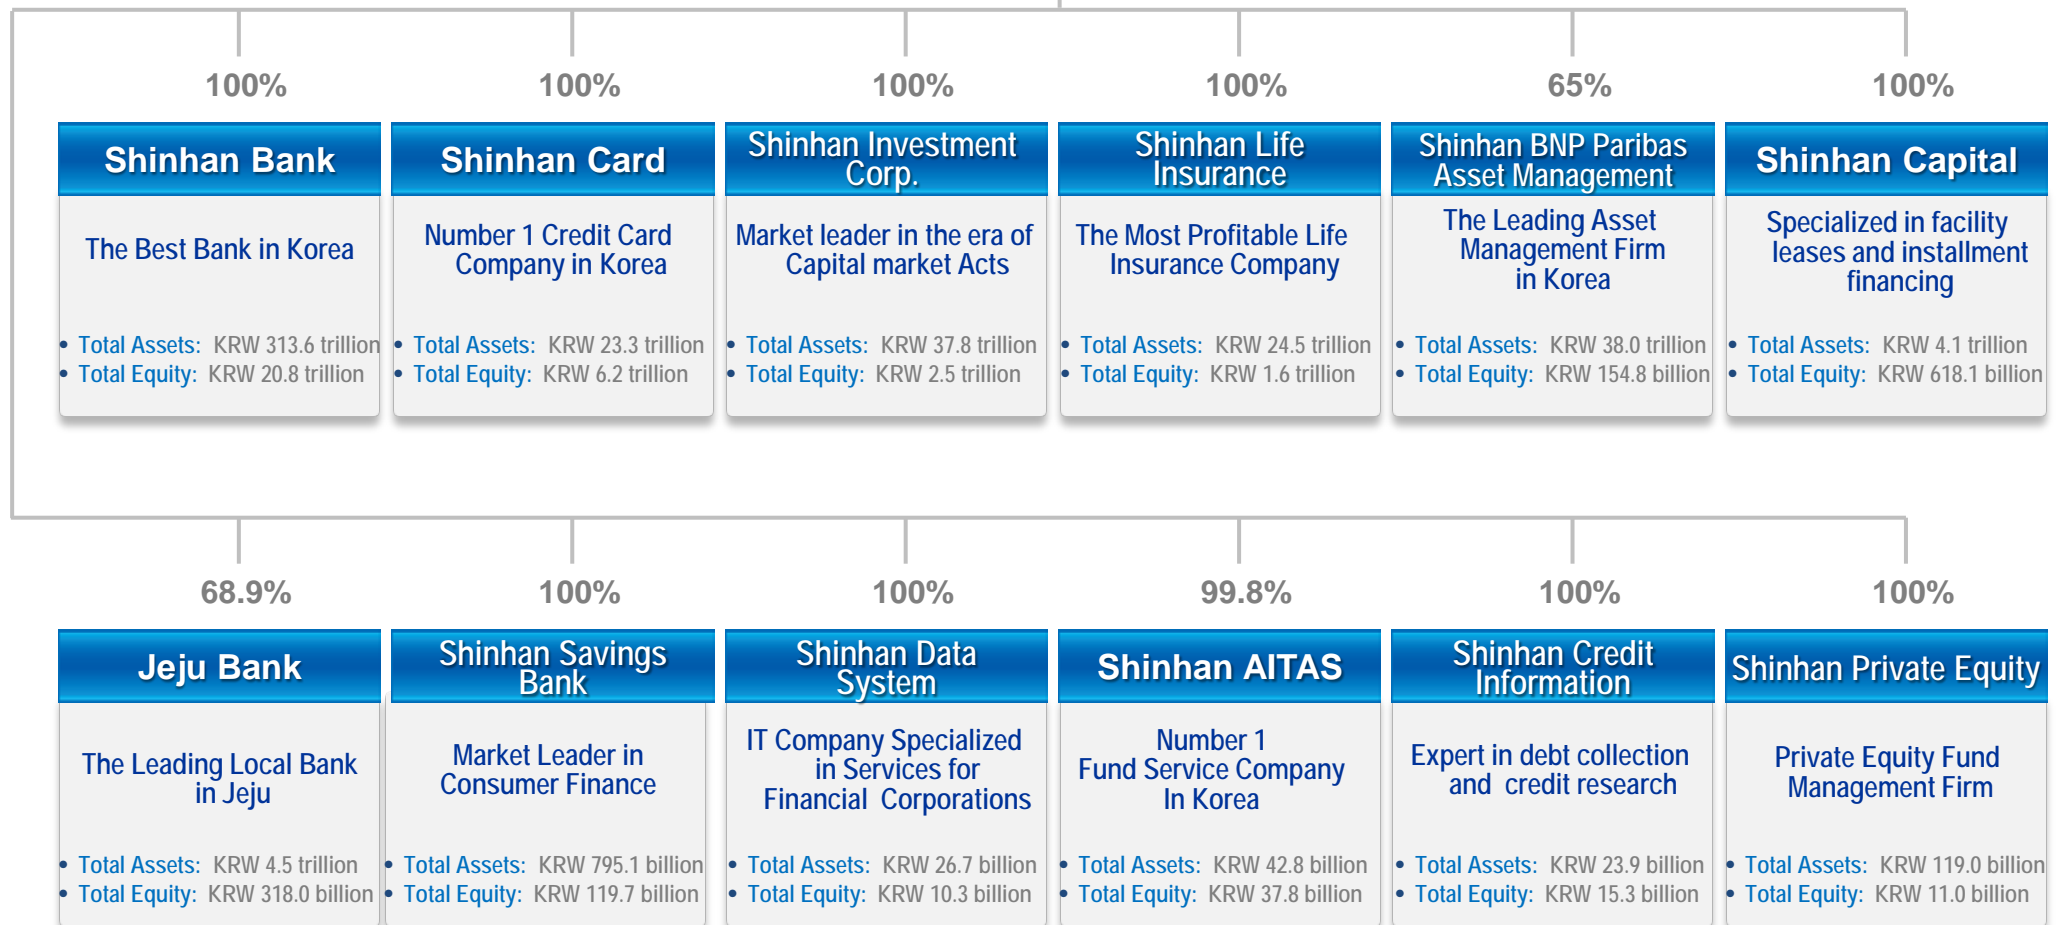 100%
100%
100%
100%
65%
100%
Shinhan Bank
The Best Bank in Korea
• Total Assets: KRW 313.6 trillion
• Total Equity: KRW 20.8 trillion
Shinhan Card
Number 1 Credit Card
Company in Korea
• Total Assets: KRW 23.3 trillion
• Total Equity: KRW 6.2 trillion
Shinhan Investment
Corp.
Market leader in the era of
Capital market Acts
• Total Assets: KRW 37.8 trillion
• Total Equity: KRW 2.5 trillion
Shinhan Life
Insurance
The Most Profitable Life
Insurance Company
• Total Assets: KRW 24.5 trillion
• Total Equity: KRW 1.6 trillion
Shinhan BNP Paribas
Asset Management
The Leading Asset
Management Firm
in Korea
• Total Assets: KRW 38.0 trillion
• Total Equity: KRW 154.8 billion
Shinhan Capital
Specialized in facility
leases and installment
financing
• Total Assets: KRW 4.1 trillion
• Total Equity: KRW 618.1 billion
68.9%
100%
100%
99.8%
100%
100%
Jeju Bank
The Leading Local Bank
in Jeju
• Total Assets: KRW 4.5 trillion
• Total Equity: KRW 318.0 billion
Shinhan Savings
Bank
Market Leader in
Consumer Finance
• Total Assets: KRW 795.1 billion
• Total Equity: KRW 119.7 billion
Shinhan Data
System
IT Company Specialized
in Services for
Financial Corporations
• Total Assets: KRW 26.7 billion
• Total Equity: KRW 10.3 billion
Shinhan AITAS
Number 1
Fund Service Company
In Korea
• Total Assets: KRW 42.8 billion
• Total Equity: KRW 37.8 billion
Shinhan Credit
Information
Expert in debt collection
and credit research
• Total Assets: KRW 23.9 billion
• Total Equity: KRW 15.3 billion
Shinhan Private Equity
Private Equity Fund
Management Firm
• Total Assets: KRW 119.0 billion
• Total Equity: KRW 11.0 billion